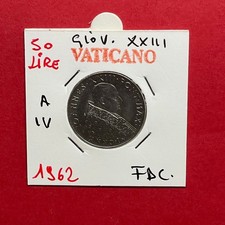 50 LIRE
Giov. XXIII
VATICANO
A IV
1962
FDC.